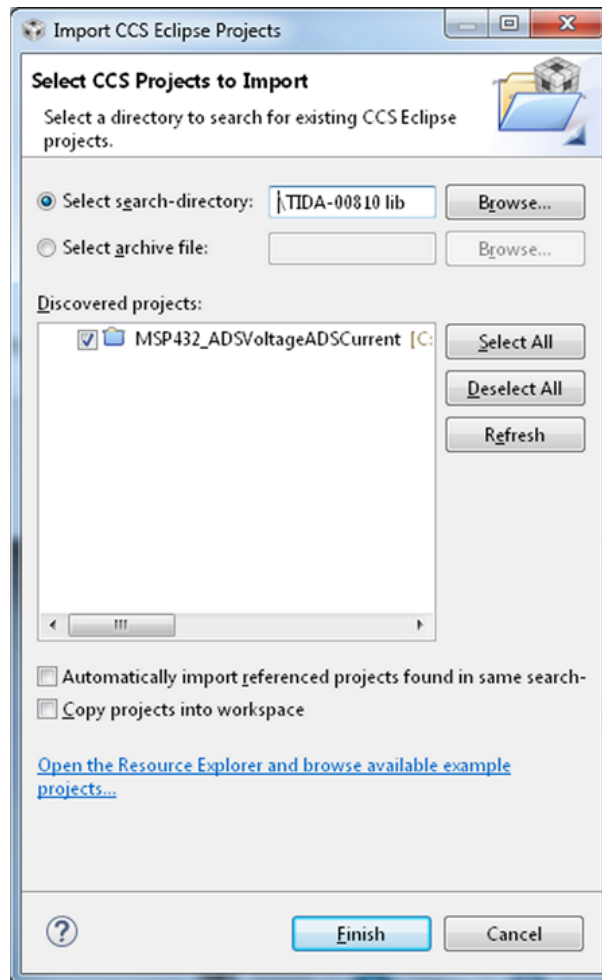 Import CCS Eclipse Projects
Select CCS Projects to Import
Select a directory to search for existing CCS Eclipse
projects.
Select search-directory: \TIDA-00810 lib Browse...
Select archive file: Browse...
Discovered projects:
MSP432_ADSVoltageADSCurrent [C:
Select All
Deselect All
Refresh
Automatically import referenced projects found in same search-
Copy projects into workspace
Open the Resource Explorer and browse available example
projects...
? Finish Cancel